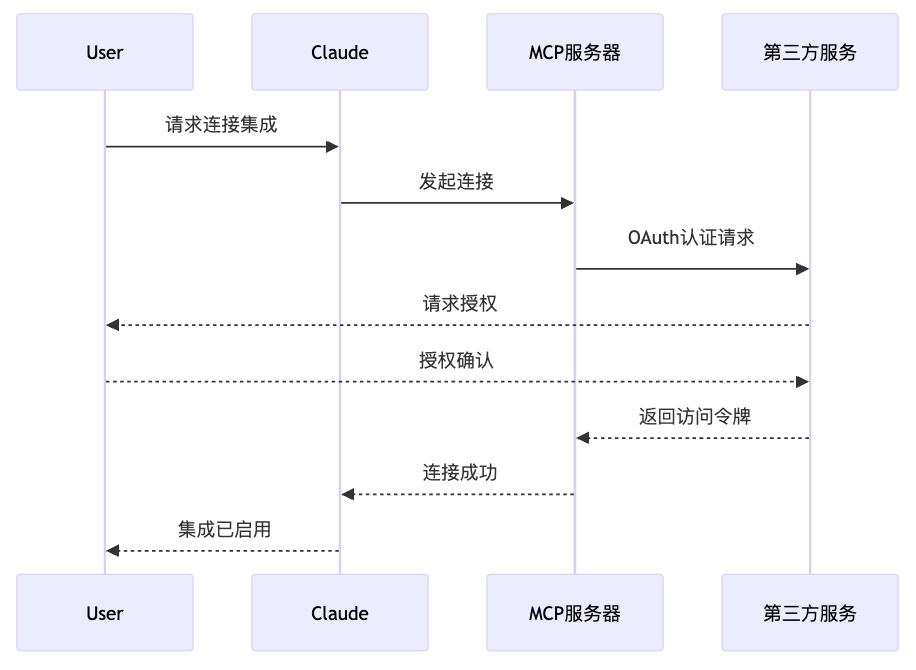 User
Claude
MCP服务器
第三方服务
请求连接集成
发起连接
OAuth认证请求
请求授权
授权确认
返回访问令牌
连接成功
集成已启用
User
Claude
MCP服务器
第三方服务